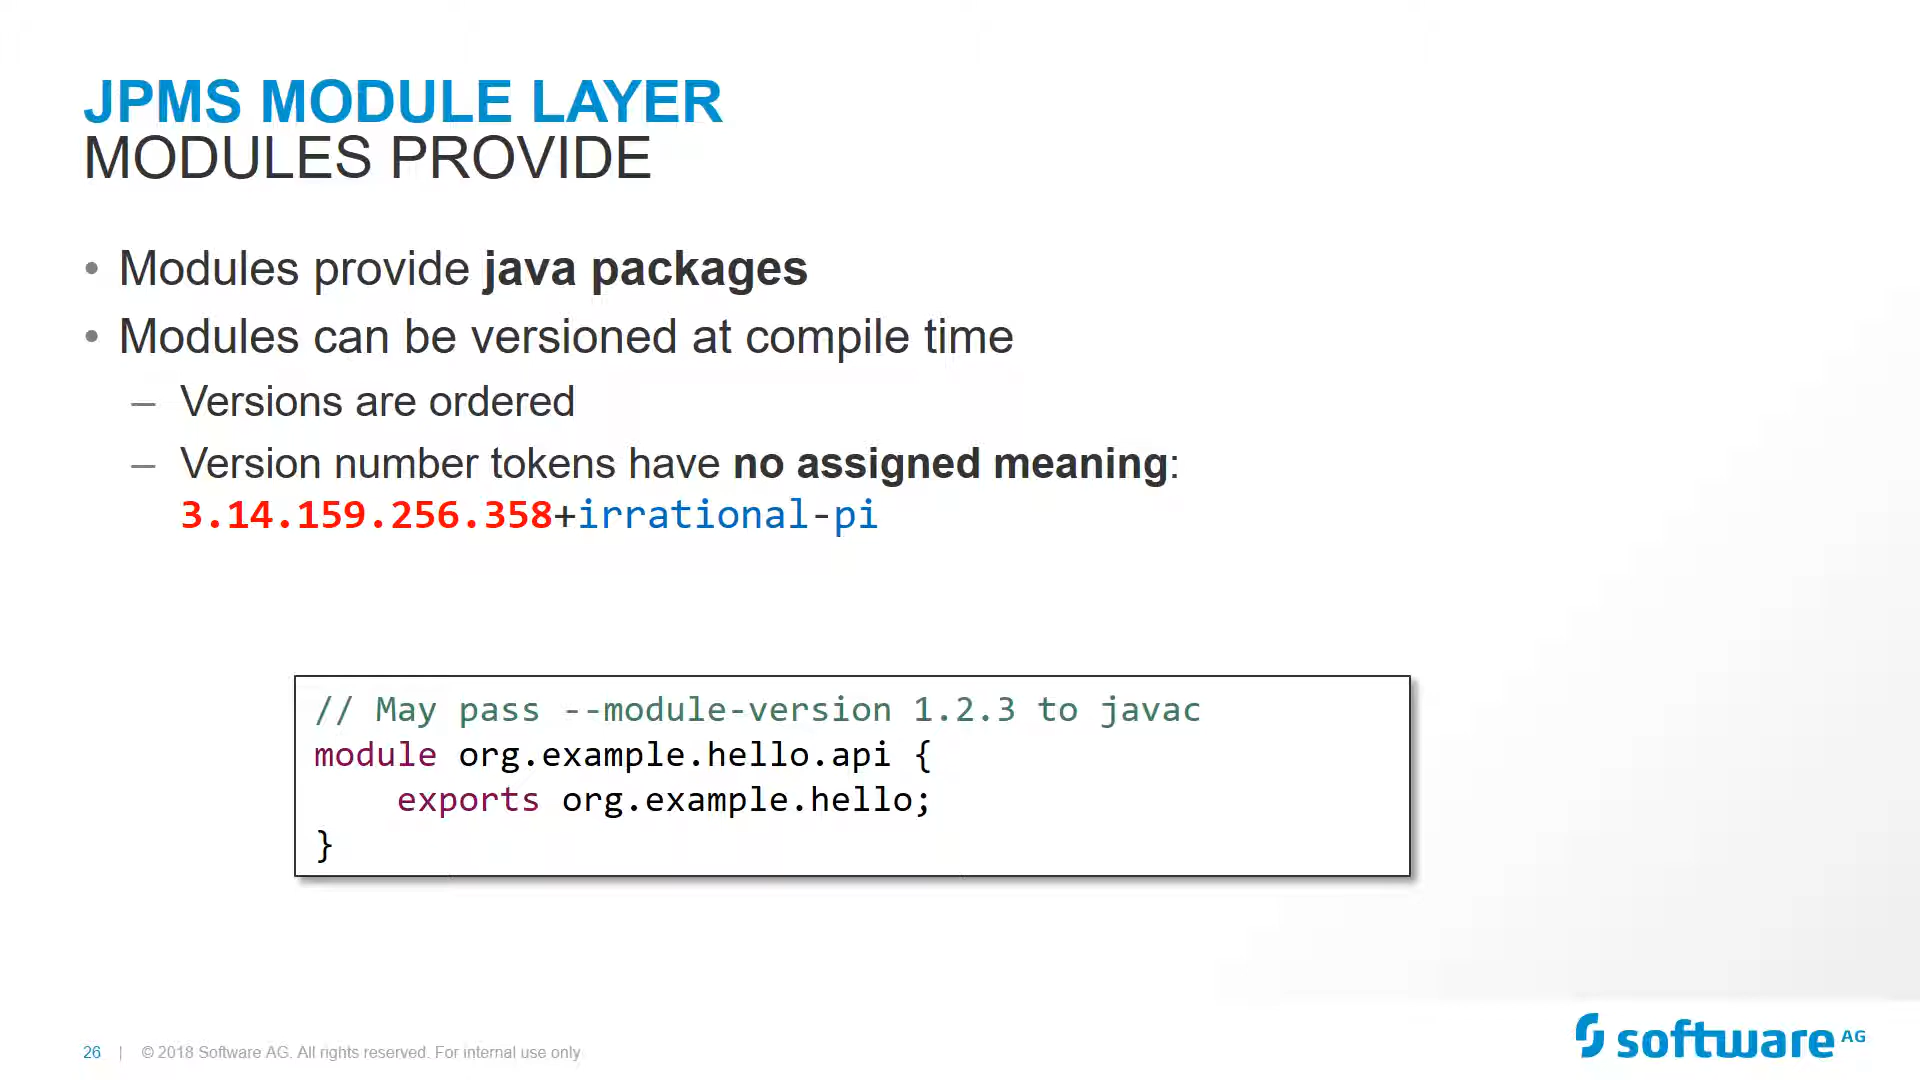 JPMS MODULE LAYER
MODULES PROVIDE
• Modules provide java packages
• Modules can be versioned at compile time
– Versions are ordered
– Version number tokens have no assigned meaning:
3.14.159.256.358+irrational-pi
// May pass --module-version 1.2.3 to javac
module org.example.hello.api {
    exports org.example.hello;
}
26 | © 2018 Software AG. All rights reserved. For internal use only
software AG